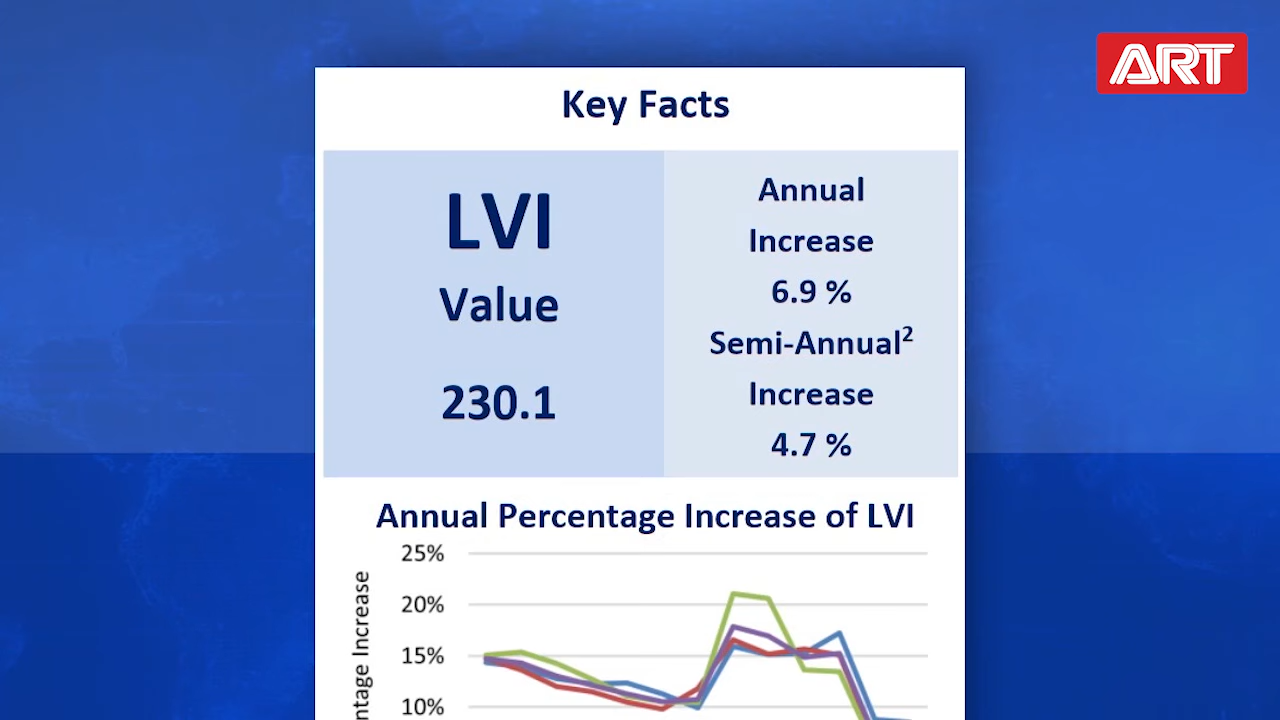 ART
Key Facts
LVI
Value
230.1
Annual
Increase
6.9 %
Semi-Annual²
Increase
4.7 %
Annual Percentage Increase of LVI
25%
20%
15%
10%
ntage Increase